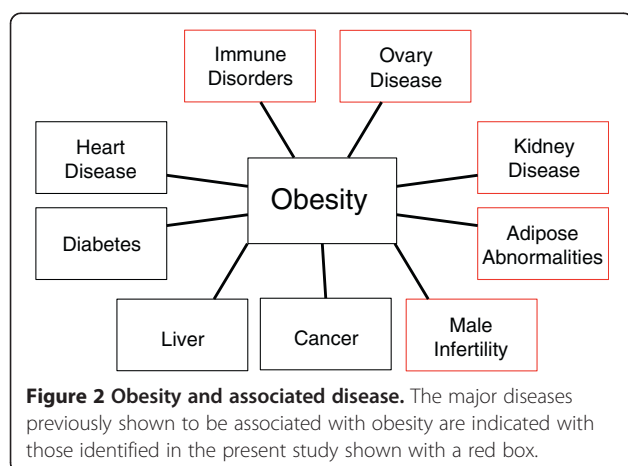 Immune
Disorders
Ovary
Disease
Heart
Disease
Kidney
Disease
Obesity
Diabetes
Adipose
Abnormalities
Liver
Cancer
Male
Infertility
Figure 2 Obesity and associated disease. The major diseases
previously shown to be associated with obesity are indicated with
those identified in the present study shown with a red box.